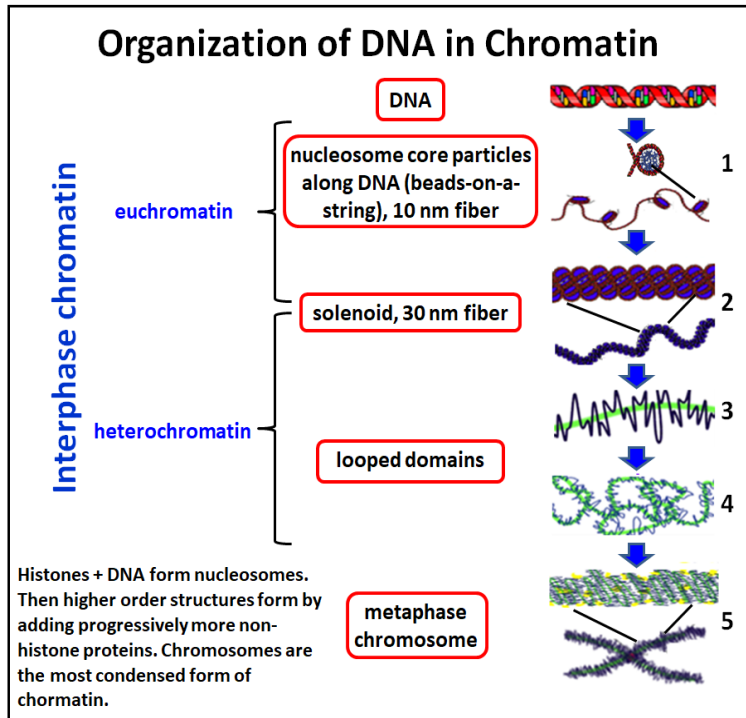 Organization of DNA in Chromatin
DNA
nucleosome core particles
along DNA (beads-on-a-
string), 10 nm fiber
1
euchromatin
Interphase chromatin
solenoid, 30 nm fiber
2
3
heterochromatin
looped domains
4
Histones + DNA form nucleosomes.
Then higher order structures form by
adding progressively more non-
histone proteins. Chromosomes are
the most condensed form of
chormatin.
metaphase
chromosome
5